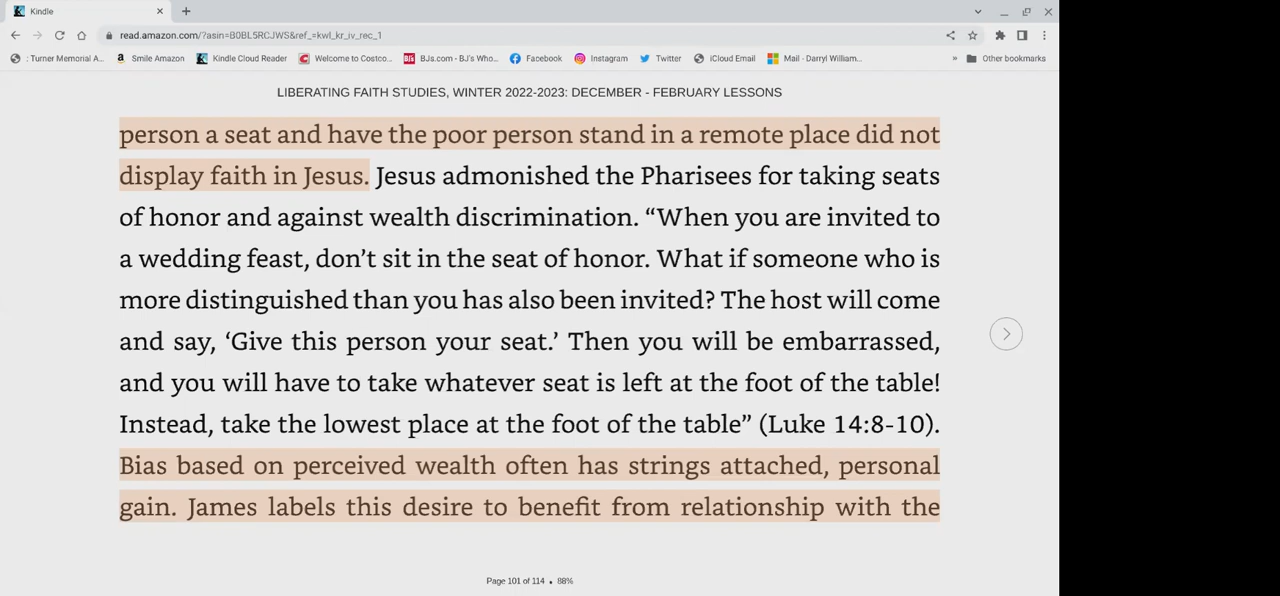 Kindle
read.amazon.com/?asin=B0BL5RCJWS&ref_=kwl_kr_iv_rec_1
: Turner Memorial A... Smile Amazon Kindle Cloud Reader Welcome to Costco... BJs.com - BJ's Who... Facebook Instagram Twitter iCloud Email Mail - Darryl William... » Other bookmarks
LIBERATING FAITH STUDIES, WINTER 2022-2023: DECEMBER - FEBRUARY LESSONS
person a seat and have the poor person stand in a remote place did not
display faith in Jesus. Jesus admonished the Pharisees for taking seats
of honor and against wealth discrimination. “When you are invited to
a wedding feast, don’t sit in the seat of honor. What if someone who is
more distinguished than you has also been invited? The host will come
and say, ‘Give this person your seat.’ Then you will be embarrassed,
and you will have to take whatever seat is left at the foot of the table!
Instead, take the lowest place at the foot of the table” (Luke 14:8-10).
Bias based on perceived wealth often has strings attached, personal
gain. James labels this desire to benefit from relationship with the
Page 101 of 114 • 88%